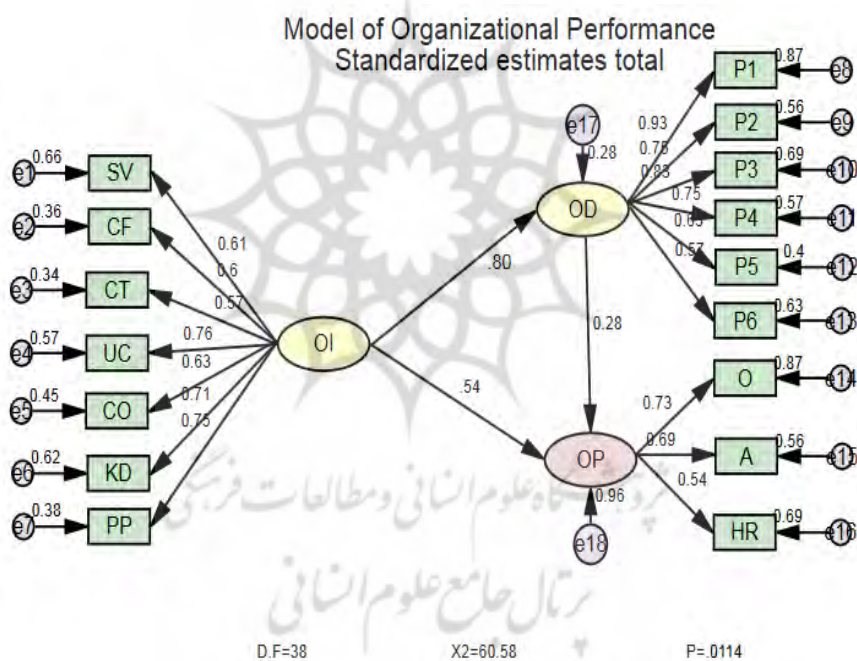 Model of Organizational Performance
Standardized estimates total
e1 0.66 SV
e2 0.36 CF
e3 0.34 CT
e4 0.57 UC
e5 0.45 CO
e6 0.62 KD
e7 0.38 PP
0.61
0.6
0.57
0.76
0.63
0.71
0.75
OI
.80
.54
e17
0.28
OD
0.28
OP
0.96
e18
0.93
0.83
0.75
0.57
P1 0.87 e8
P2 0.56 e9
P3 0.69 e10
P4 0.57 e11
P5 0.4 e12
P6 0.63 e13
0.73
0.69
0.54
O 0.87 e14
A 0.56 e15
HR 0.69 e16
پژوهشگاه علوم انسانی و مطالعات فرهنگی
پرتال جامع علوم انسانی
D.F=38 X2=60.58 P=.0114